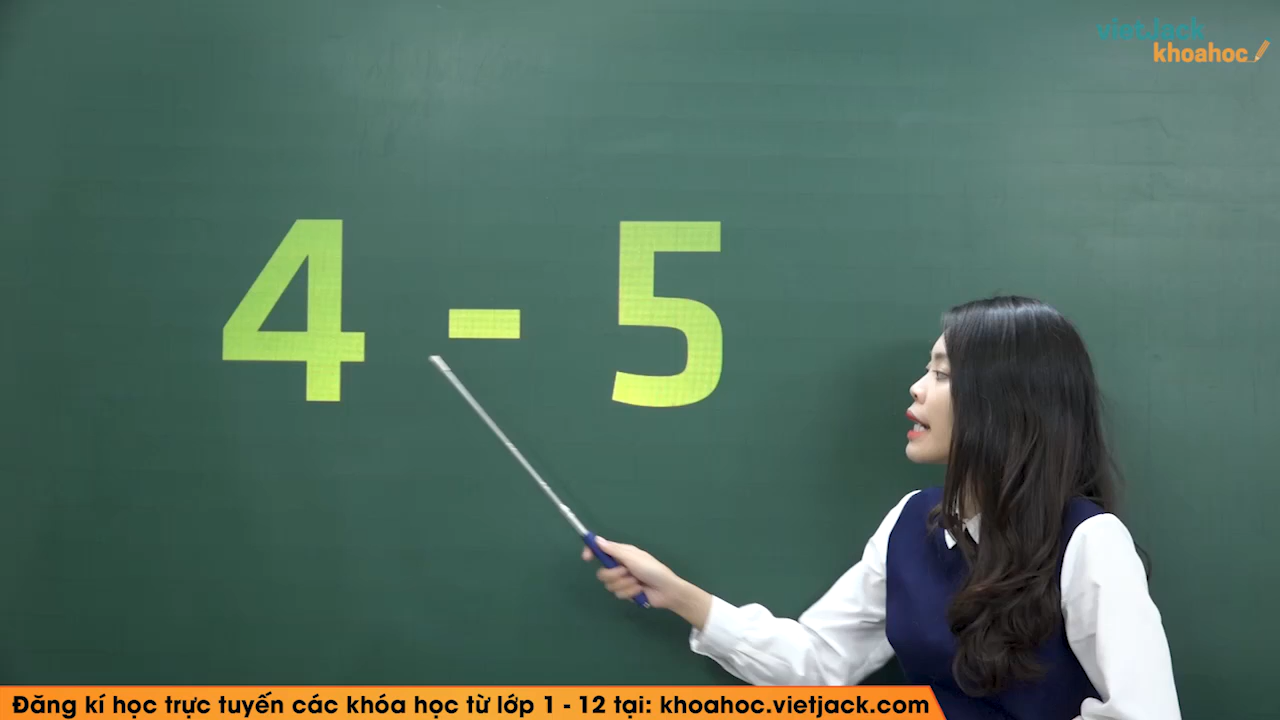 vietJack
khoahoc
4 - 5
Đăng kí học trực tuyến các khóa học từ lớp 1 - 12 tại: khoahoc.vietjack.com